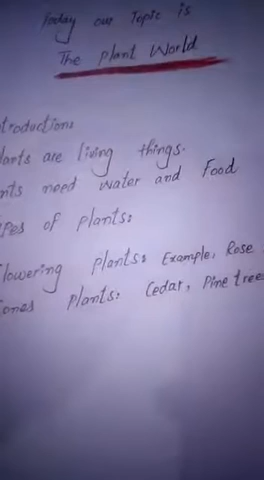 Today our Topic is
The Plant World
troduction:
lants are living things.
nts need water and Food
pes of plants:
lowering plants: Example, Rose
ones plants: Cedar, Pine trees